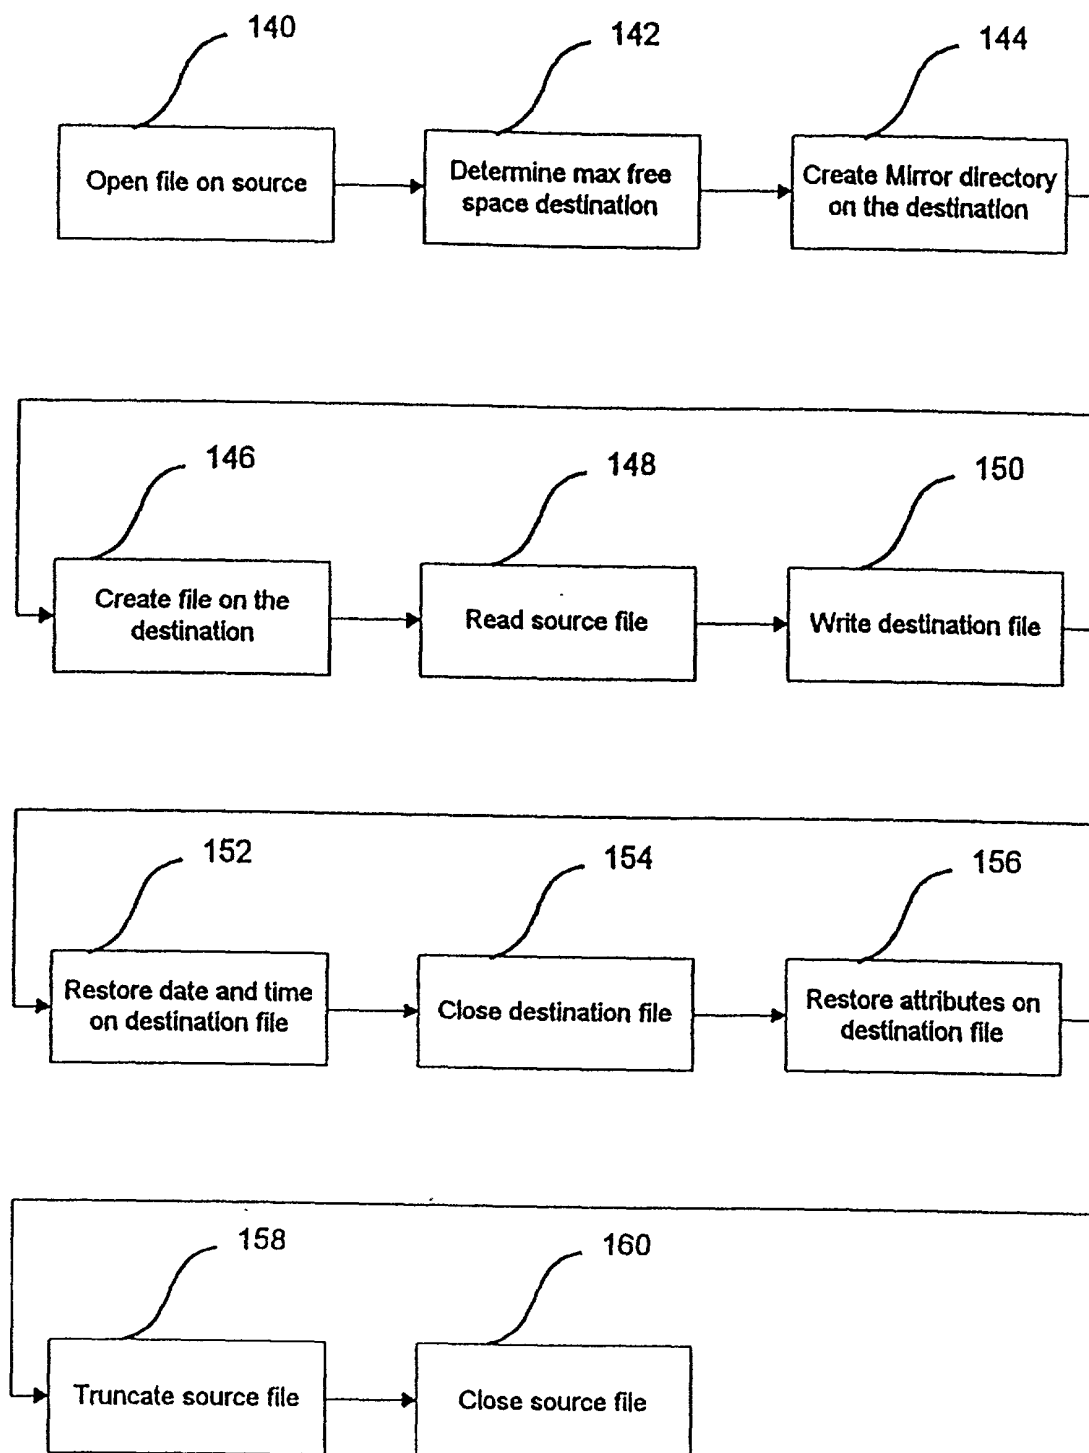 140
142
144
Open file on source
Determine max free
space destination
Create Mirror directory
on the destination
146
148
150
Create file on the
destination
Read source file
Write destination file
152
154
156
Restore date and time
on destination file
Close destination file
Restore attributes on
destination file
158
160
Truncate source file
Close source file